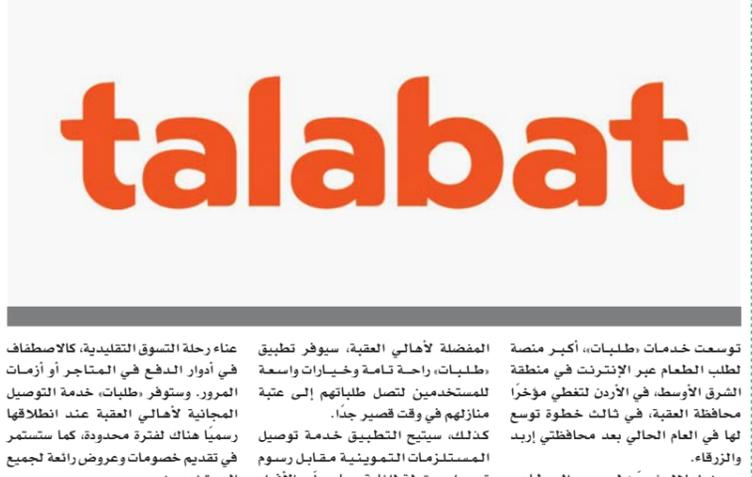 talabat
توسعت خدمات «طلبات»، أكبر منصة
لطلب الطعام عبر الإنترنت في منطقة
الشرق الأوسط، في الأردن لتغطي مؤخرًا
محافظة العقبة، في ثالث خطوة توسع
لها في العام الحالي بعد محافظتي إربد
والزرقاء.
المفضلة لأهالي العقبة، سيوفر تطبيق
«طلبات» راحة تامة وخيارات واسعة
للمستخدمين لتصل طلباتهم إلى عتبة
منازلهم في وقت قصير جدًا.
كذلك، سيتيح التطبيق خدمة توصيل
المستلزمات التموينية مقابل رسوم
عناء رحلة التسوق التقليدية، كالاصطفاف
في أدوار الدفع في المتاجر أو أزمات
المرور. وستوفر «طلبات» خدمة التوصيل
المجانية لأهالي العقبة عند انطلاقها
رسميًا هناك لفترة محدودة، كما ستستمر
في تقديم خصومات وعروض رائعة لجميع